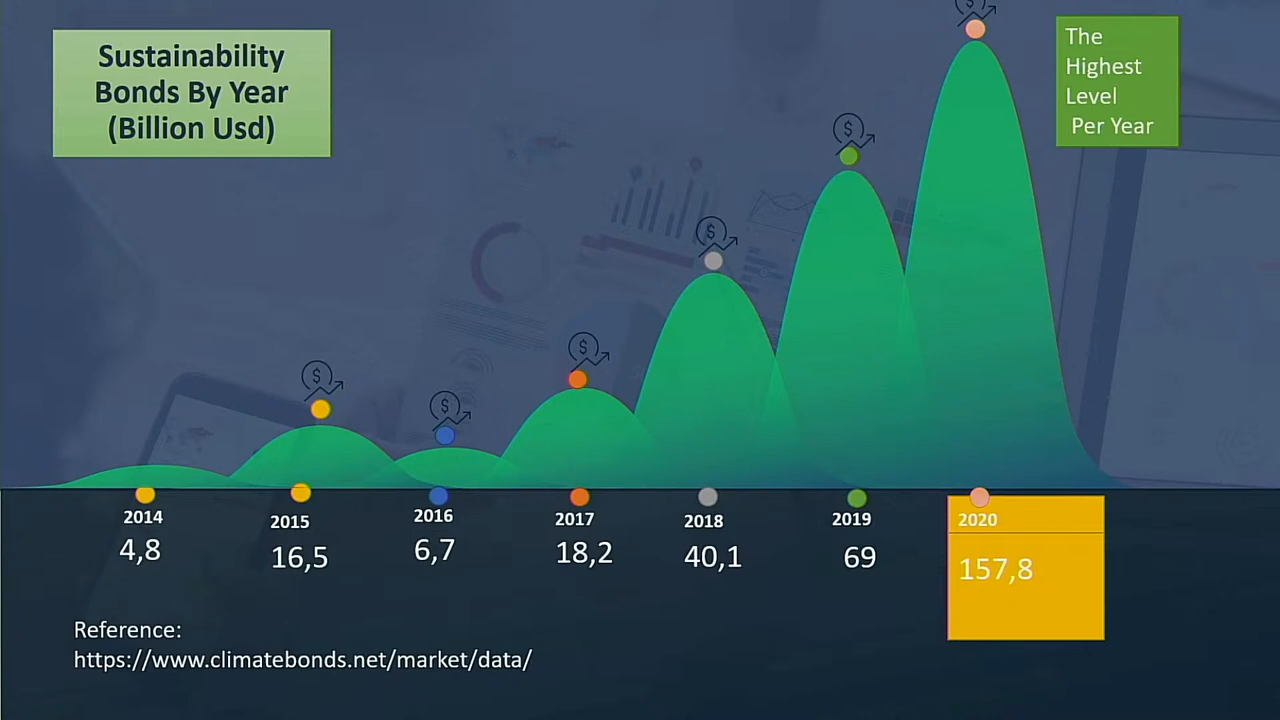 Sustainability
Bonds By Year
(Billion Usd)
The
Highest
Level
Per Year
$
$
$
$
$
$
2014
2015
2016
2017
2018
2019
2020
4,8
16,5
6,7
18,2
40,1
69
157,8
Reference:
https://www.climatebonds.net/market/data/